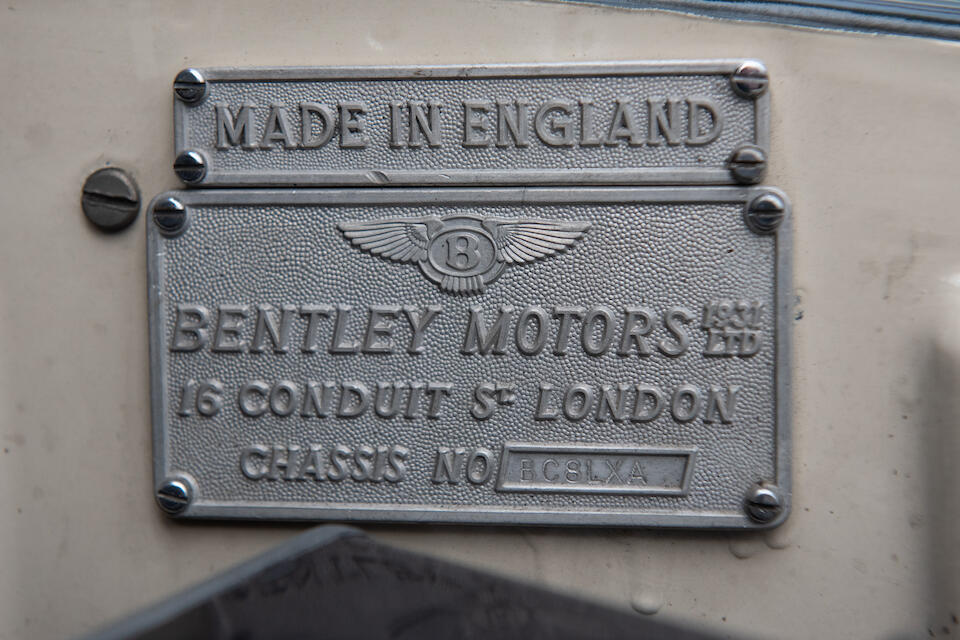 MADE IN ENGLAND
B
BENTLEY MOTORS 1931 LTD
16 CONDUIT ST LONDON
CHASSIS NO BC8LXA